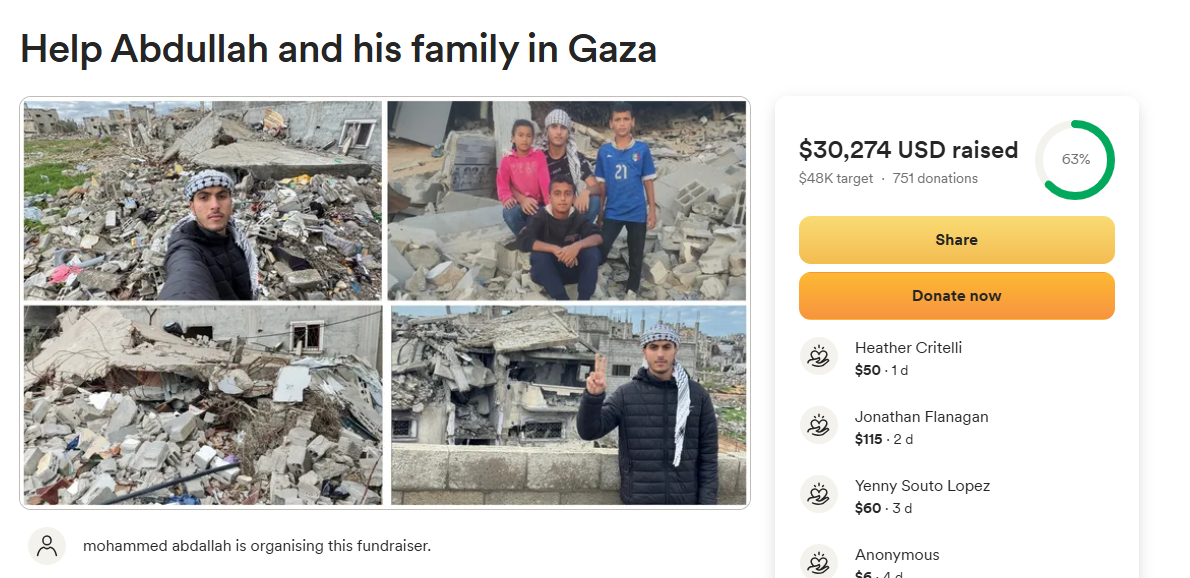 Help Abdullah and his family in Gaza
21
mohammed abdallah is organising this fundraiser.
$30,274 USD raised
$48K target · 751 donations
63%
Share
Donate now
Heather Critelli
$50 · 1 d
Jonathan Flanagan
$115 · 2 d
Yenny Souto Lopez
$60 · 3 d
Anonymous
$6 · 4 d